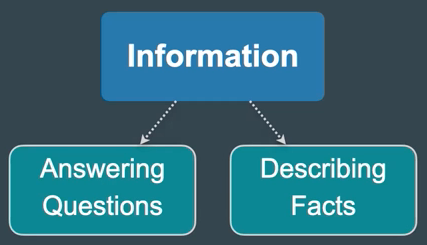 Information
Answering
Questions
Describing
Facts